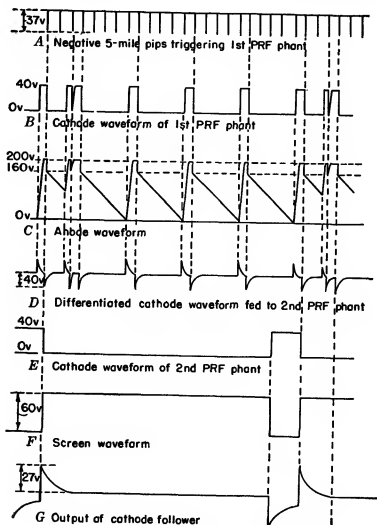 37v
A Negative 5-mile pips triggering 1st PRF phant
40v
0v
B Cathode waveform of 1st PRF phant
200v
160v
0v
C Anode waveform
40v
D Differentiated cathode waveform fed to 2nd PRF phant
40v
0v
E Cathode waveform of 2nd PRF phant
60v
F Screen waveform
27v
G Output of cathode follower